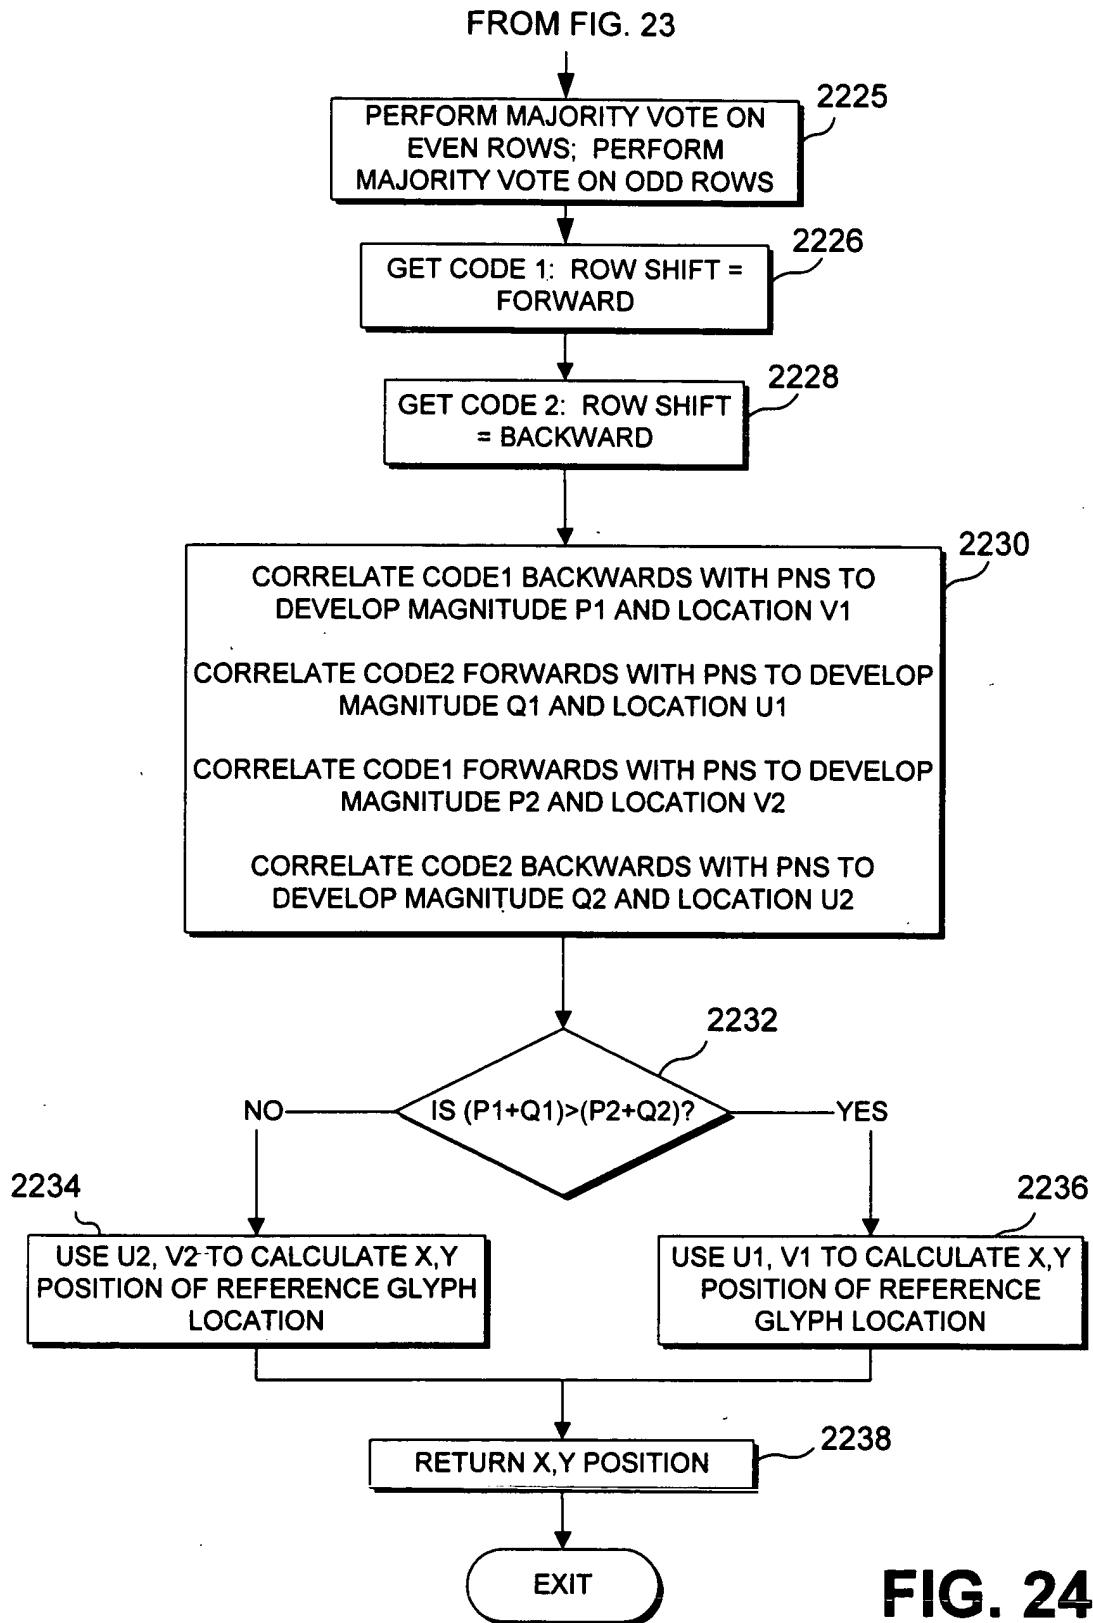 FROM FIG. 23
2225
PERFORM MAJORITY VOTE ON
EVEN ROWS; PERFORM
MAJORITY VOTE ON ODD ROWS
2226
GET CODE 1: ROW SHIFT =
FORWARD
2228
GET CODE 2: ROW SHIFT
= BACKWARD
2230
CORRELATE CODE1 BACKWARDS WITH PNS TO
DEVELOP MAGNITUDE P1 AND LOCATION V1
CORRELATE CODE2 FORWARDS WITH PNS TO DEVELOP
MAGNITUDE Q1 AND LOCATION U1
CORRELATE CODE1 FORWARDS WITH PNS TO DEVELOP
MAGNITUDE P2 AND LOCATION V2
CORRELATE CODE2 BACKWARDS WITH PNS TO
DEVELOP MAGNITUDE Q2 AND LOCATION U2
2232
NO
IS (P1+Q1)>(P2+Q2)?
YES
2234
USE U2, V2 TO CALCULATE X,Y
POSITION OF REFERENCE GLYPH
LOCATION
2236
USE U1, V1 TO CALCULATE X,Y
POSITION OF REFERENCE
GLYPH LOCATION
2238
RETURN X,Y POSITION
EXIT
FIG. 24